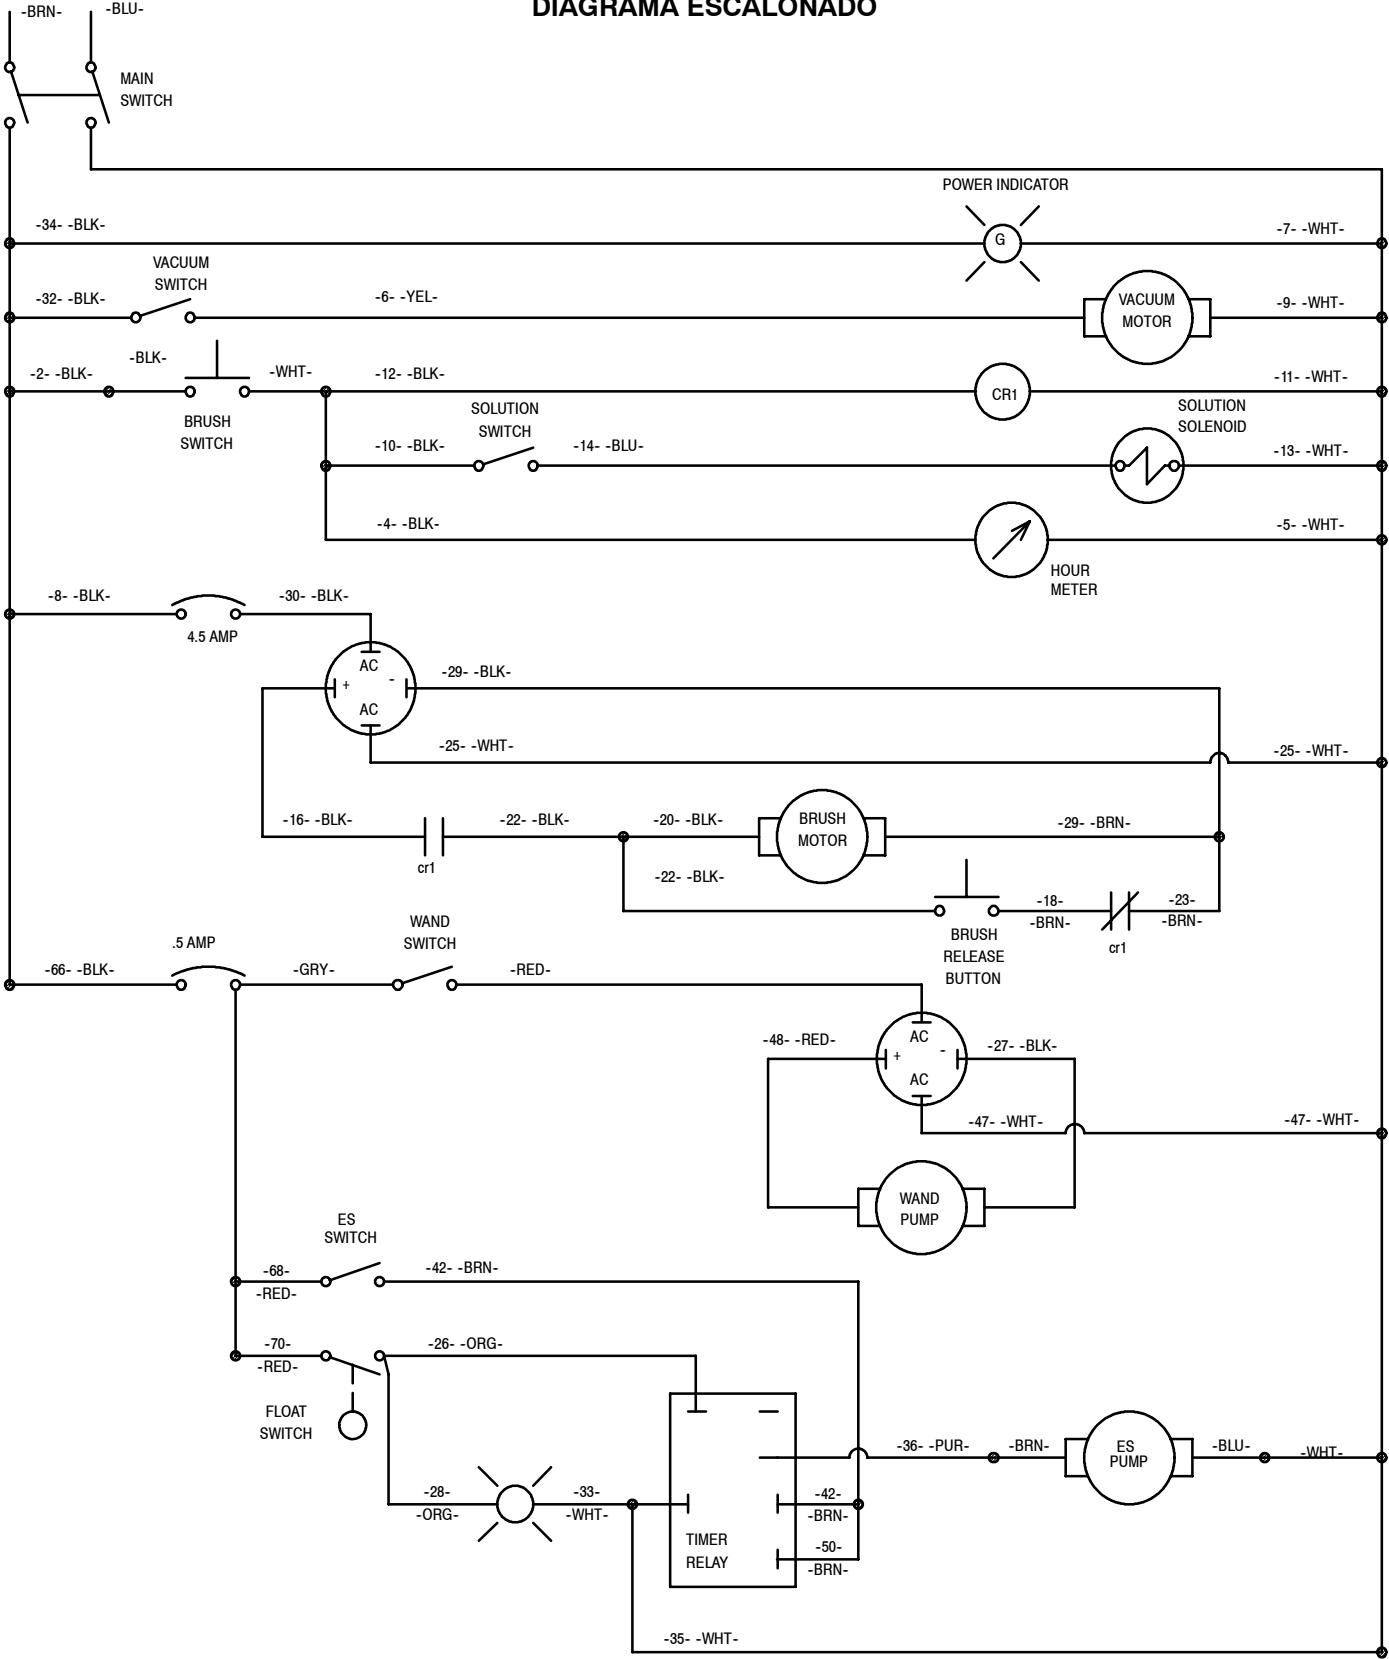 DIAGRAMA ESCALONADO
-BRN-
-BLU-
MAIN
SWITCH
POWER INDICATOR
-34- -BLK-
G
-7- -WHT-
VACUUM
SWITCH
-32- -BLK-
-6- -YEL-
VACUUM
MOTOR
-9- -WHT-
-2- -BLK-
-BLK-
-WHT-
-12- -BLK-
CR1
-11- -WHT-
BRUSH
SWITCH
SOLUTION
SWITCH
SOLUTION
SOLENOID
-10- -BLK-
-14- -BLU-
-13- -WHT-
-4- -BLK-
-5- -WHT-
HOUR
METER
-8- -BLK-
-30- -BLK-
4.5 AMP
AC
+
-
AC
-29- -BLK-
-25- -WHT-
-25- -WHT-
-16- -BLK-
-22- -BLK-
-20- -BLK-
BRUSH
MOTOR
-29- -BRN-
cr1
-22- -BLK-
-18-
-BRN-
-23-
-BRN-
cr1
BRUSH
RELEASE
BUTTON
.5 AMP
WAND
SWITCH
-66- -BLK-
-GRY-
-RED-
-48- -RED-
AC
+
-
AC
-27- -BLK-
-47- -WHT-
-47- -WHT-
WAND
PUMP
ES
SWITCH
-68-
-RED-
-42- -BRN-
-70-
-RED-
-26- -ORG-
FLOAT
SWITCH
-36- -PUR-
-BRN-
ES
PUMP
-BLU-
-WHT-
-28-
-ORG-
-33-
-WHT-
-42-
-BRN-
TIMER
RELAY
-50-
-BRN-
-35- -WHT-